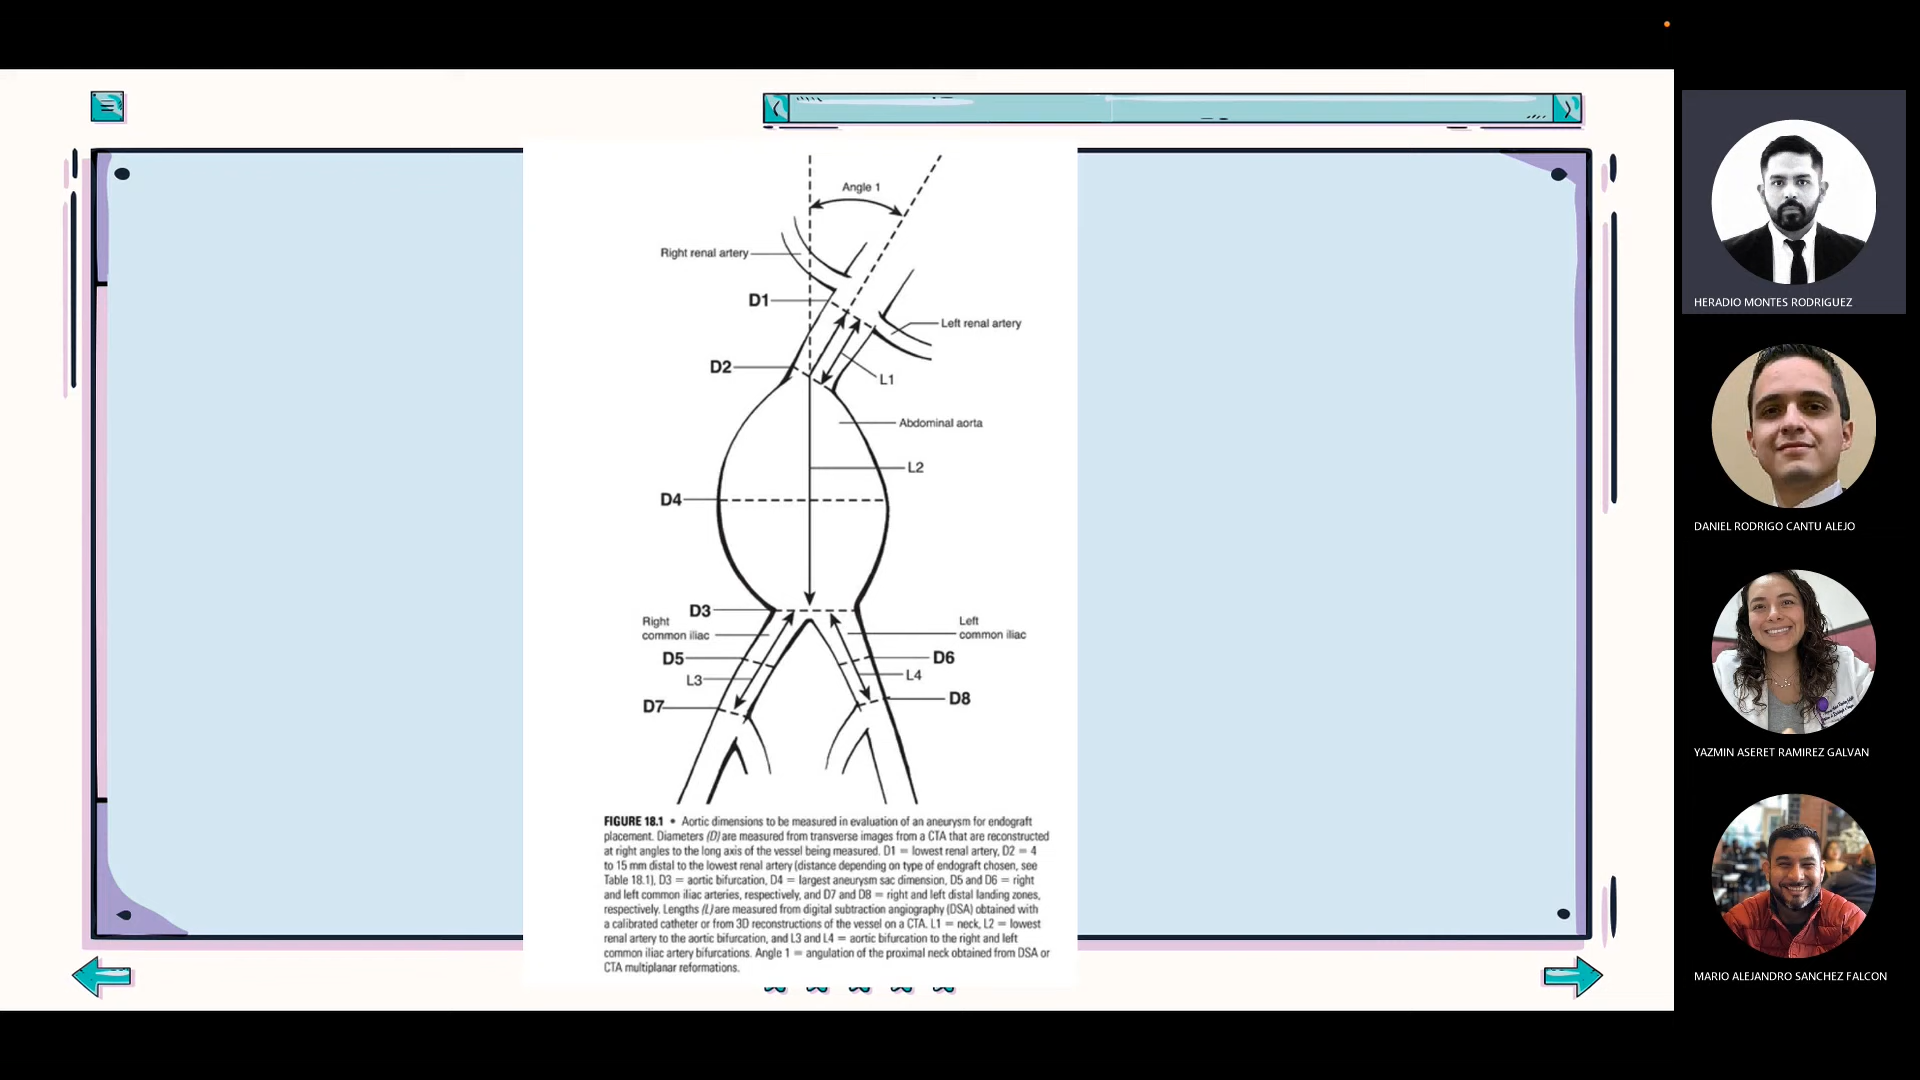 Angle 1
Right renal artery
D1
Left renal artery
D2
L1
Abdominal aorta
L2
D4
D3
Right
common iliac
Left
common iliac
D5
D6
L3
L4
D7
D8
FIGURE 18.1 • Aortic dimensions to be measured in evaluation of an aneurysm for endograft
placement. Diameters (D) are measured from transverse images from a CTA that are reconstructed
at right angles to the long axis of the vessel being measured. D1 = lowest renal artery, D2 = 4
to 15 mm distal to the lowest renal artery (distance depending on type of endograft chosen, see
Table 18.1), D3 = aortic bifurcation, D4 = largest aneurysm sac dimension, D5 and D6 = right
and left common iliac arteries, respectively, and D7 and D8 = right and left distal landing zones,
respectively. Lengths (L) are measured from digital subtraction angiography (DSA) obtained with
a calibrated catheter or from 3D reconstructions of the vessel on a CTA. L1 = neck, L2 = lowest
renal artery to the aortic bifurcation, and L3 and L4 = aortic bifurcation to the right and left
common iliac artery bifurcations. Angle 1 = angulation of the proximal neck obtained from DSA or
CTA multiplanar reformations.
HERADIO MONTES RODRIGUEZ
DANIEL RODRIGO CANTU ALEJO
YAZMIN ASERET RAMIREZ GALVAN
MARIO ALEJANDRO SANCHEZ FALCON